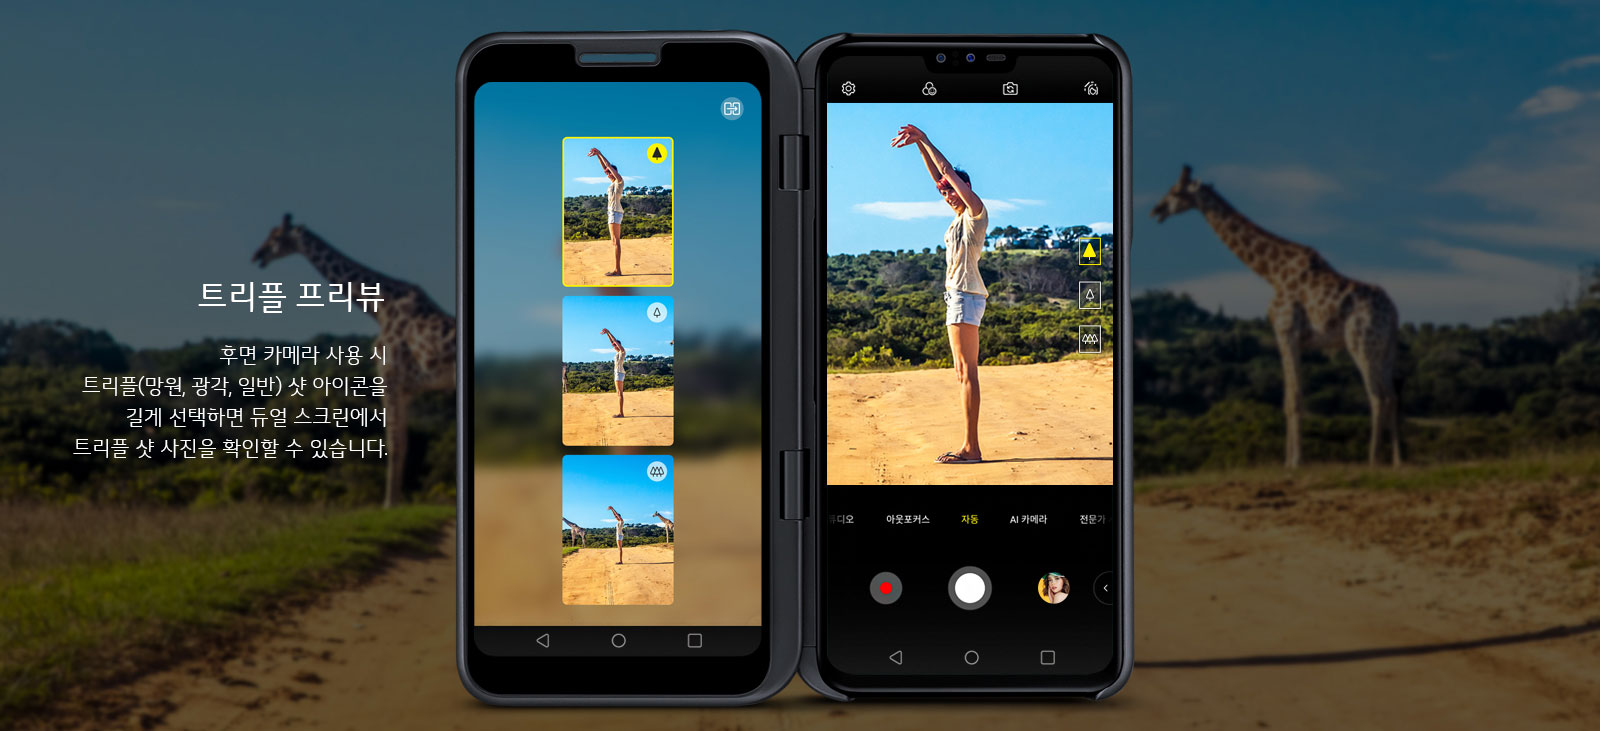 트리플 프리뷰
후면 카메라 사용 시
트리플(망원, 광각, 일반) 샷 아이콘을
길게 선택하면 듀얼 스크린에서
트리플 샷 사진을 확인할 수 있습니다.
아웃포커스 자동 AI 카메라 전문가